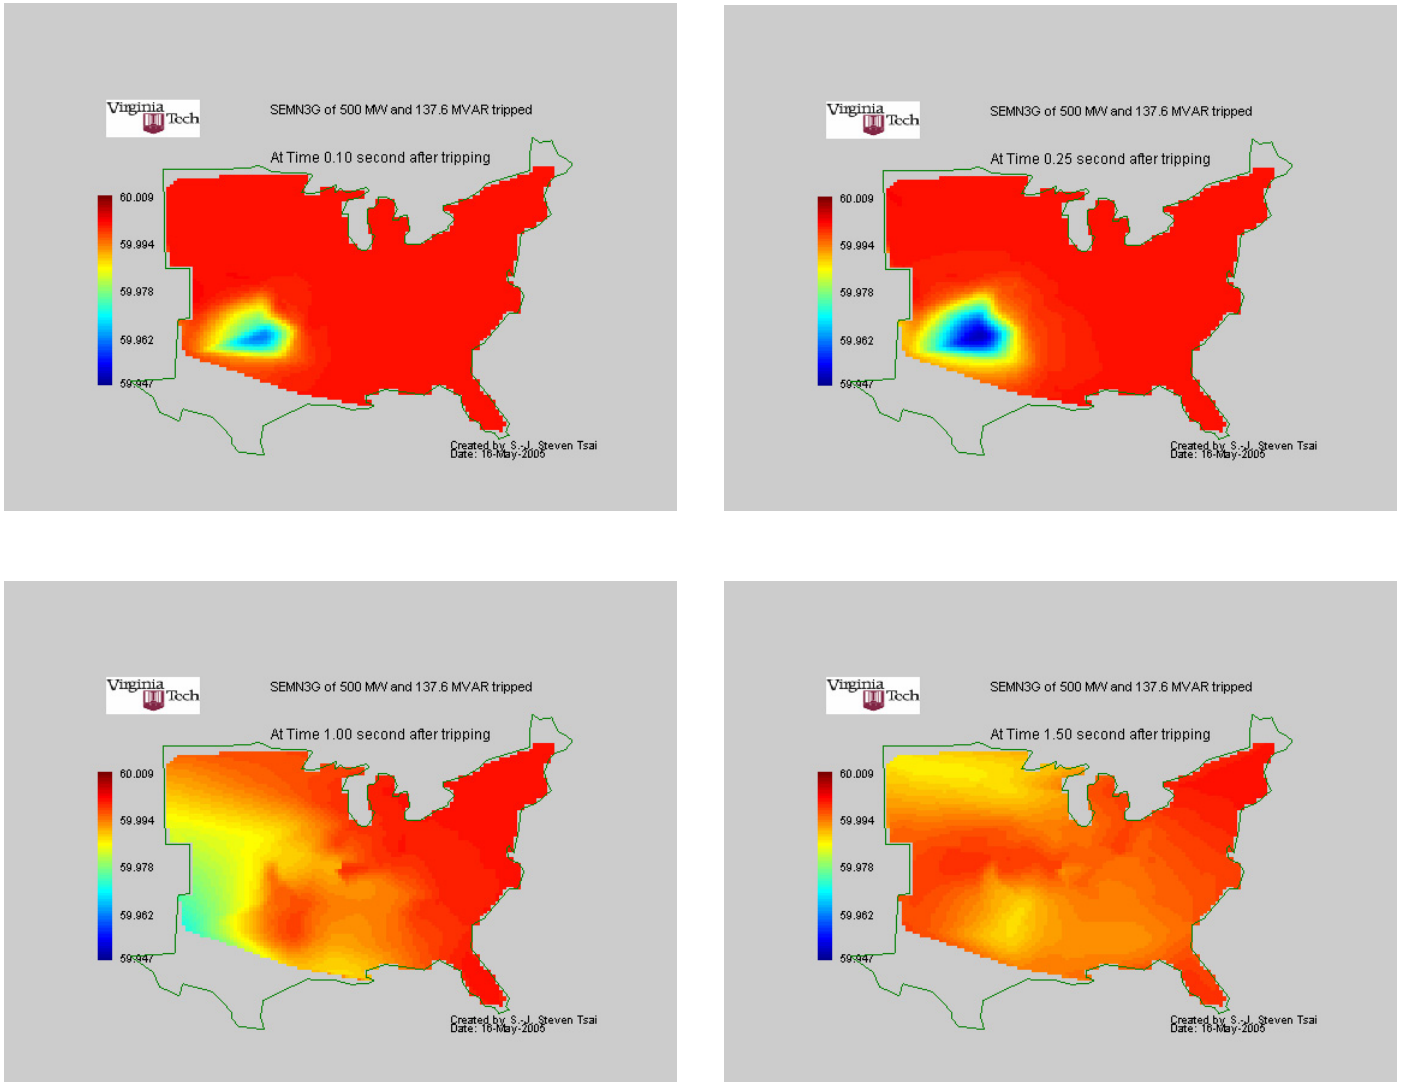 Virginia
Tech
SEMN3G of 500 MW and 137.6 MVAR tripped
At Time 0.10 second after tripping
60.009
59.994
59.978
59.962
59.947
Created by S.-J. Steven Tsai
Date: 16-May-2005
Virginia
Tech
SEMN3G of 500 MW and 137.6 MVAR tripped
At Time 0.25 second after tripping
60.009
59.994
59.978
59.962
59.947
Created by S.-J. Steven Tsai
Date: 16-May-2005
Virginia
Tech
SEMN3G of 500 MW and 137.6 MVAR tripped
At Time 1.00 second after tripping
60.009
59.994
59.978
59.962
59.947
Created by S.-J. Steven Tsai
Date: 16-May-2005
Virginia
Tech
SEMN3G of 500 MW and 137.6 MVAR tripped
At Time 1.50 second after tripping
60.009
59.994
59.978
59.962
59.947
Created by S.-J. Steven Tsai
Date: 16-May-2005